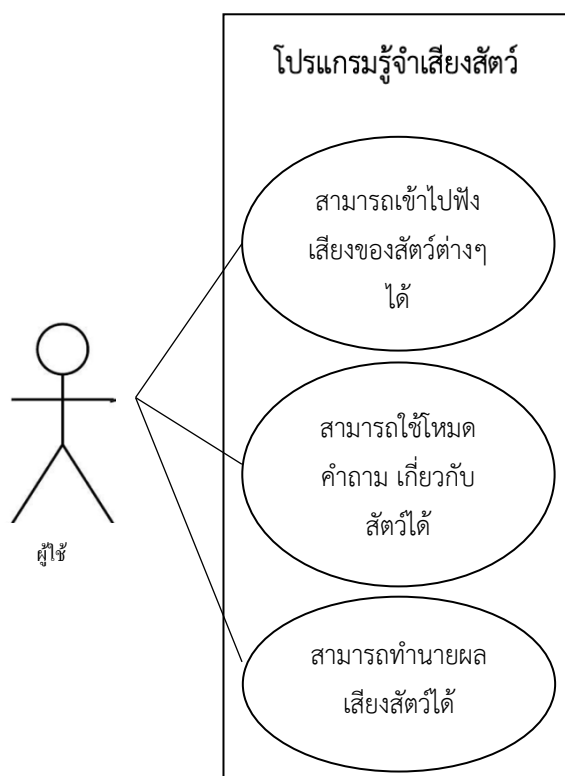 โปรแกรมรู้จำเสียงสัตว์
สามารถเข้าไปฟัง
เสียงของสัตว์ต่างๆ
ได้
สามารถใช้โหมด
คำถาม เกี่ยวกับ
สัตว์ได้
ผู้ใช้
สามารถทำนายผล
เสียงสัตว์ได้